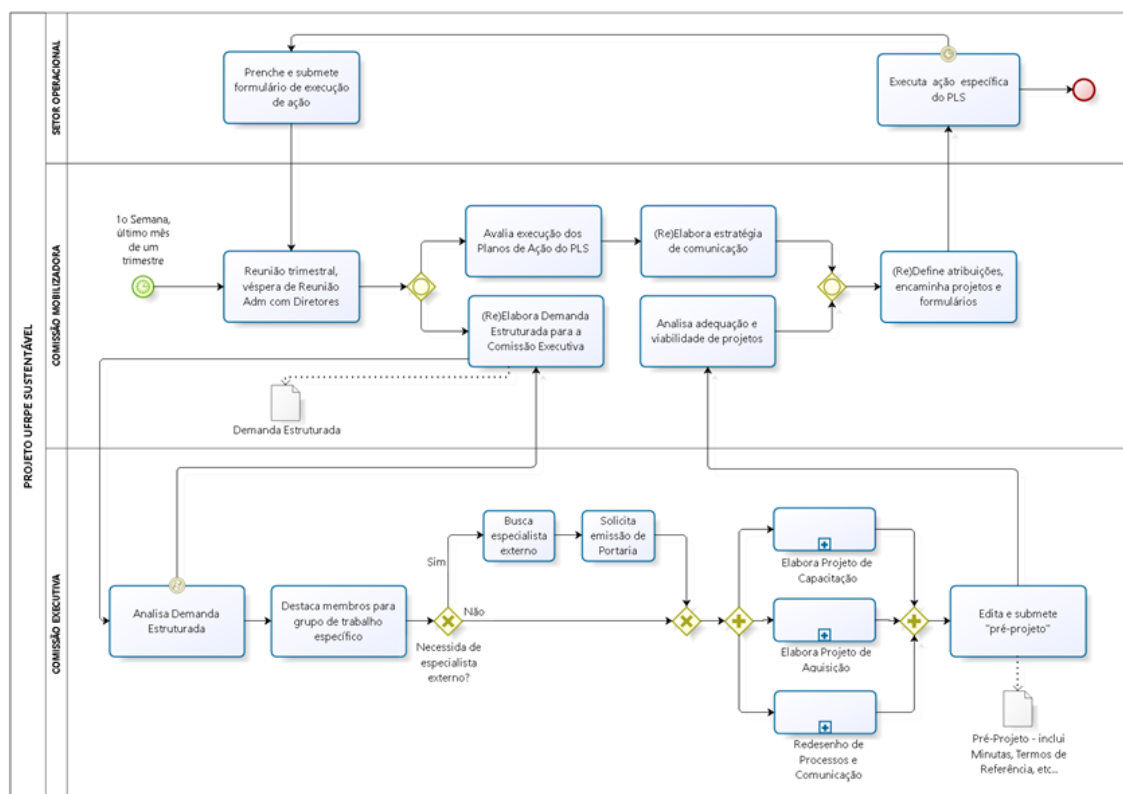 PROJETO UFRPE SUSTENTÁVEL
SETOR OPERACIONAL
Prenche e submete
formulário de execução
de ação
Executa ação específica
do PLS
COMISSÃO MOBILIZADORA
1o Semana,
último mês
de um
trimestre
Reunião trimestral,
véspera de Reunião
Adm com Diretores
Avalia execução dos
Planos de Ação do PLS
(Re)Elabora estratégia
de comunicação
(Re)Elabora Demanda
Estruturada para a
Comissão Executiva
Analisa adequação e
viabilidade de projetos
(Re)Define atribuições,
encaminha projetos e
formulários
Demanda Estruturada
COMISSÃO EXECUTIVA
Analisa Demanda
Estruturada
Destaca membros para
grupo de trabalho
específico
Sim
Não
Necessida de
especialista
externo?
Busca
especialista
externo
Solicita
emissão de
Portaria
Elabora Projeto de
Capacitação
Elabora Projeto de
Aquisição
Redesenho de
Processos e
Comunicação
Edita e submete
"pré-projeto"
Pré-Projeto - inclui
Minutas, Termos de
Referência, etc...